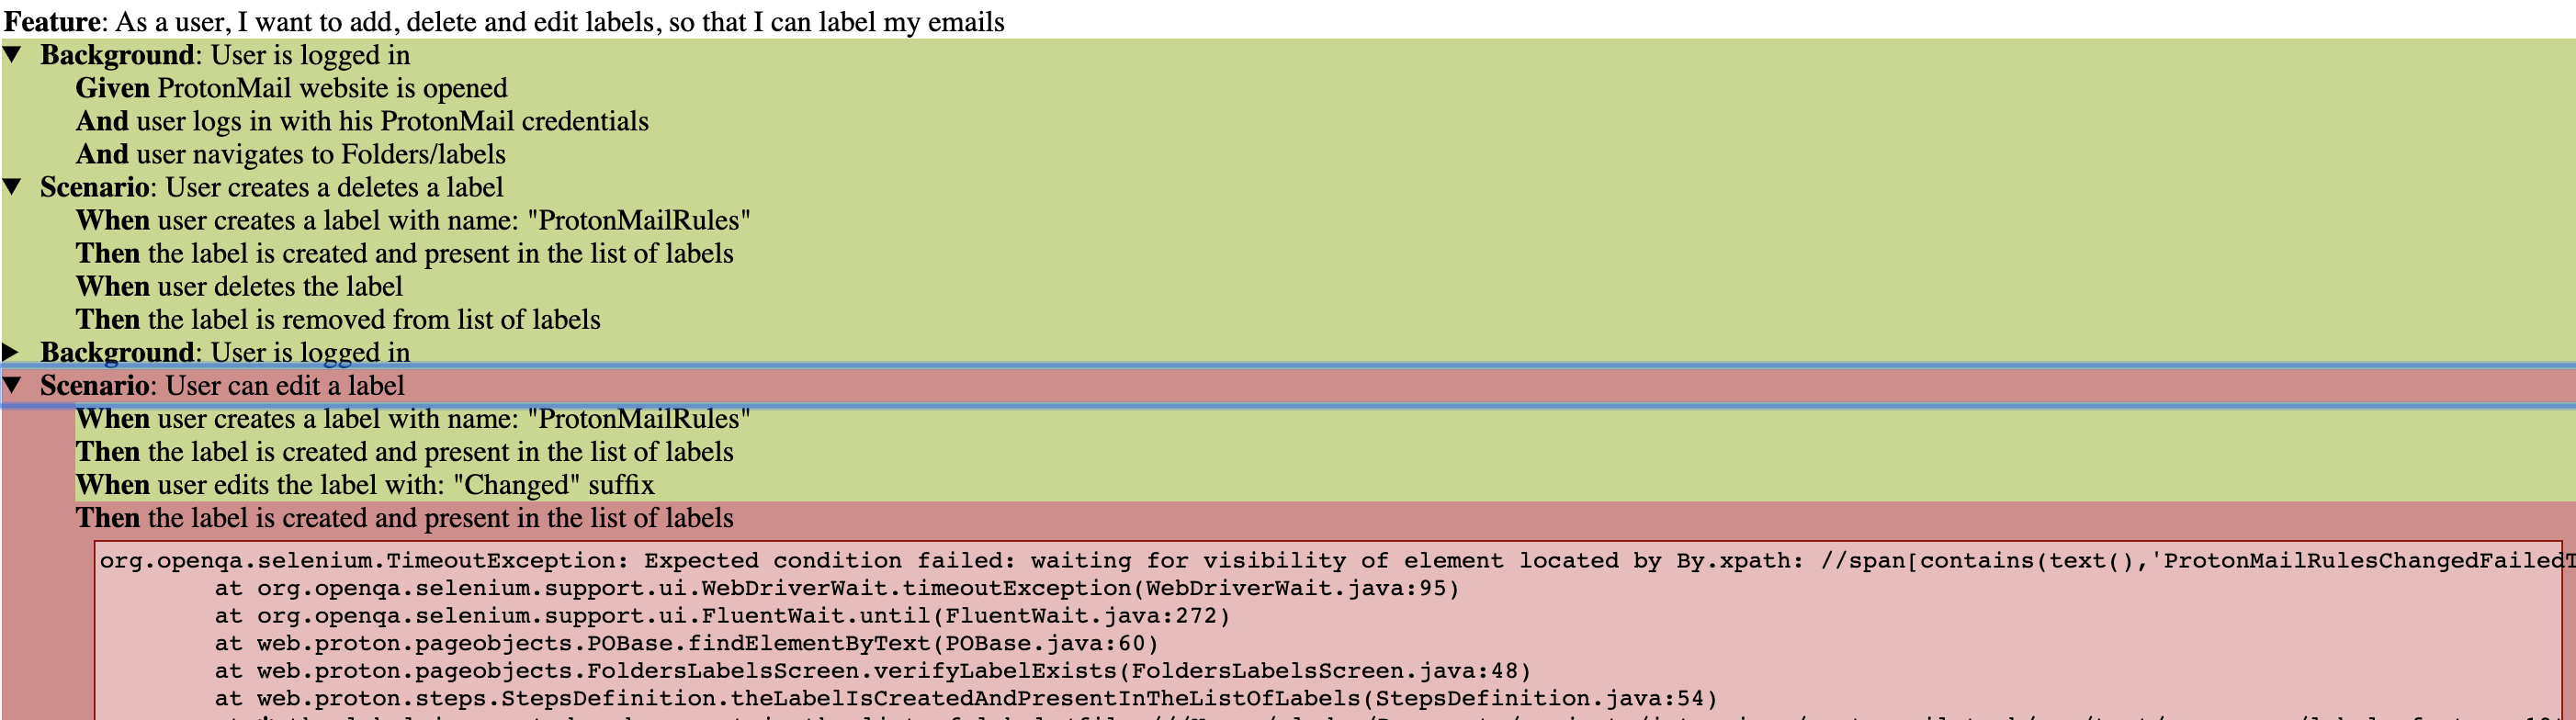 Feature: As a user, I want to add, delete and edit labels, so that I can label my emails
Background: User is logged in
Given ProtonMail website is opened
And user logs in with his ProtonMail credentials
And user navigates to Folders/labels
Scenario: User creates a deletes a label
When user creates a label with name: "ProtonMailRules"
Then the label is created and present in the list of labels
When user deletes the label
Then the label is removed from list of labels
Background: User is logged in
Scenario: User can edit a label
When user creates a label with name: "ProtonMailRules"
Then the label is created and present in the list of labels
When user edits the label with: "Changed" suffix
Then the label is created and present in the list of labels
org.openqa.selenium.TimeoutException: Expected condition failed: waiting for visibility of element located by By.xpath: //span[contains(text(),'ProtonMailRulesChangedFailedT
at org.openqa.selenium.support.ui.WebDriverWait.timeoutException(WebDriverWait.java:95)
at org.openqa.selenium.support.ui.FluentWait.until(FluentWait.java:272)
at web.proton.pageobjects.POBase.findElementByText(POBase.java:60)
at web.proton.pageobjects.FoldersLabelsScreen.verifyLabelExists(FoldersLabelsScreen.java:48)
at web.proton.steps.StepsDefinition.theLabelIsCreatedAndPresentInTheListOfLabels(StepsDefinition.java:54)